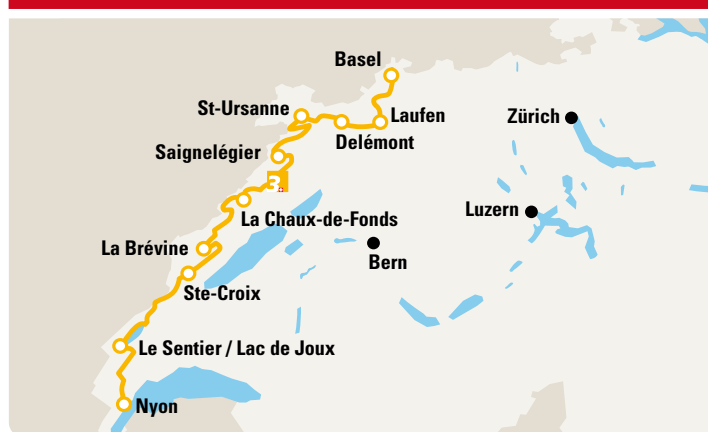 Basel
St-Ursanne
Laufen
Zürich
Delémont
Saignelégier
3
Luzern
La Chaux-de-Fonds
La Brévine
Bern
Ste-Croix
Le Sentier / Lac de Joux
Nyon